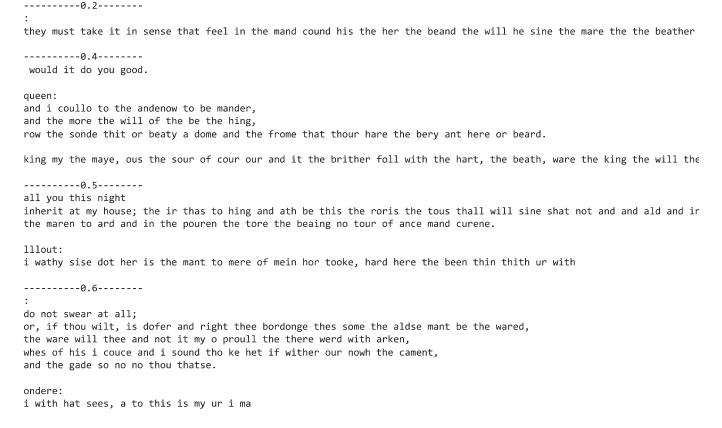 ----------0.2--------
:
they must take it in sense that feel in the mand cound his the her the beand the will he sine the mare the the beather
----------0.4--------
would it do you good.
queen:
and i coullo to the andenow to be mander,
and the more the will of the be the hing,
row the sonde thit or beaty a dome and the frome that thour hare the bery ant here or beard.
king my the maye, ous the sour of cour our and it the brither foll with the hart, the beath, ware the king the will the
----------0.5--------
all you this night
inherit at my house; the ir thas to hing and ath be this the roris the tous thall will sine shat not and and ald and in
the maren to ard and in the pouren the tore the beaing no tour of ance mand curene.
lllout:
i wathy sise dot her is the mant to mere of mein hor tooke, hard here the been thin thith ur with
----------0.6--------
:
do not swear at all;
or, if thou wilt, is dofer and right thee bordonge thes some the aldse mant be the wared,
the ware will thee and not it my o proull the there werd with arken,
whes of his i couce and i sound tho ke het if wither our nowh the cament,
and the gade so no no thou thatse.
ondere:
i with hat sees, a to this is my ur i ma